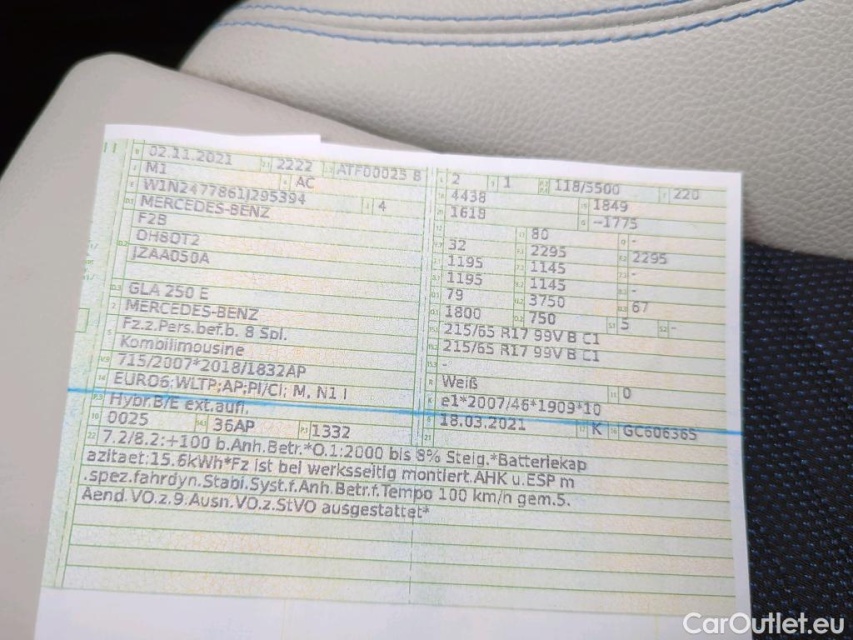 02.11.2021 2222 ATF00025 8
M1 AC
W1N2477861J295394 4
MERCEDES-BENZ
F2B
OH8OT2
JZAA050A
GLA 250 E
MERCEDES-BENZ
Fz.z.Pers.bef.b. 8 Spl.
Kombilimousine
715/2007*2018/1832AP
EURO6;WLTP;AP;PI/CI; M, N1 I
Hybr.B/E ext.aufl.
0025 36AP 1332
2 1 118/5500 220
4438 1849
1618 –1775
80 -
32 2295 2295
1195 1145 -
1195 1145 -
79 3750 67
1800 750 5 -
215/65 R17 99V B C1
215/65 R17 99V B C1
-
Weiß 0
e1*2007/46*1909*10
18.03.2021 K GC606365
7.2/8.2:+100 b.Anh.Betr.*O.1:2000 bis 8% Steig.*Batteriekap
azitaet:15.6kWh*Fz ist bei werksseitig montiert.AHK u.ESP m
.spez.fahrdyn.Stabi.Syst.f.Anh.Betr.f.Tempo 100 km/h gem.5.
Aend.VO.z.9.Ausn.VO.z.StVO ausgestattet*
CarOutlet.eu